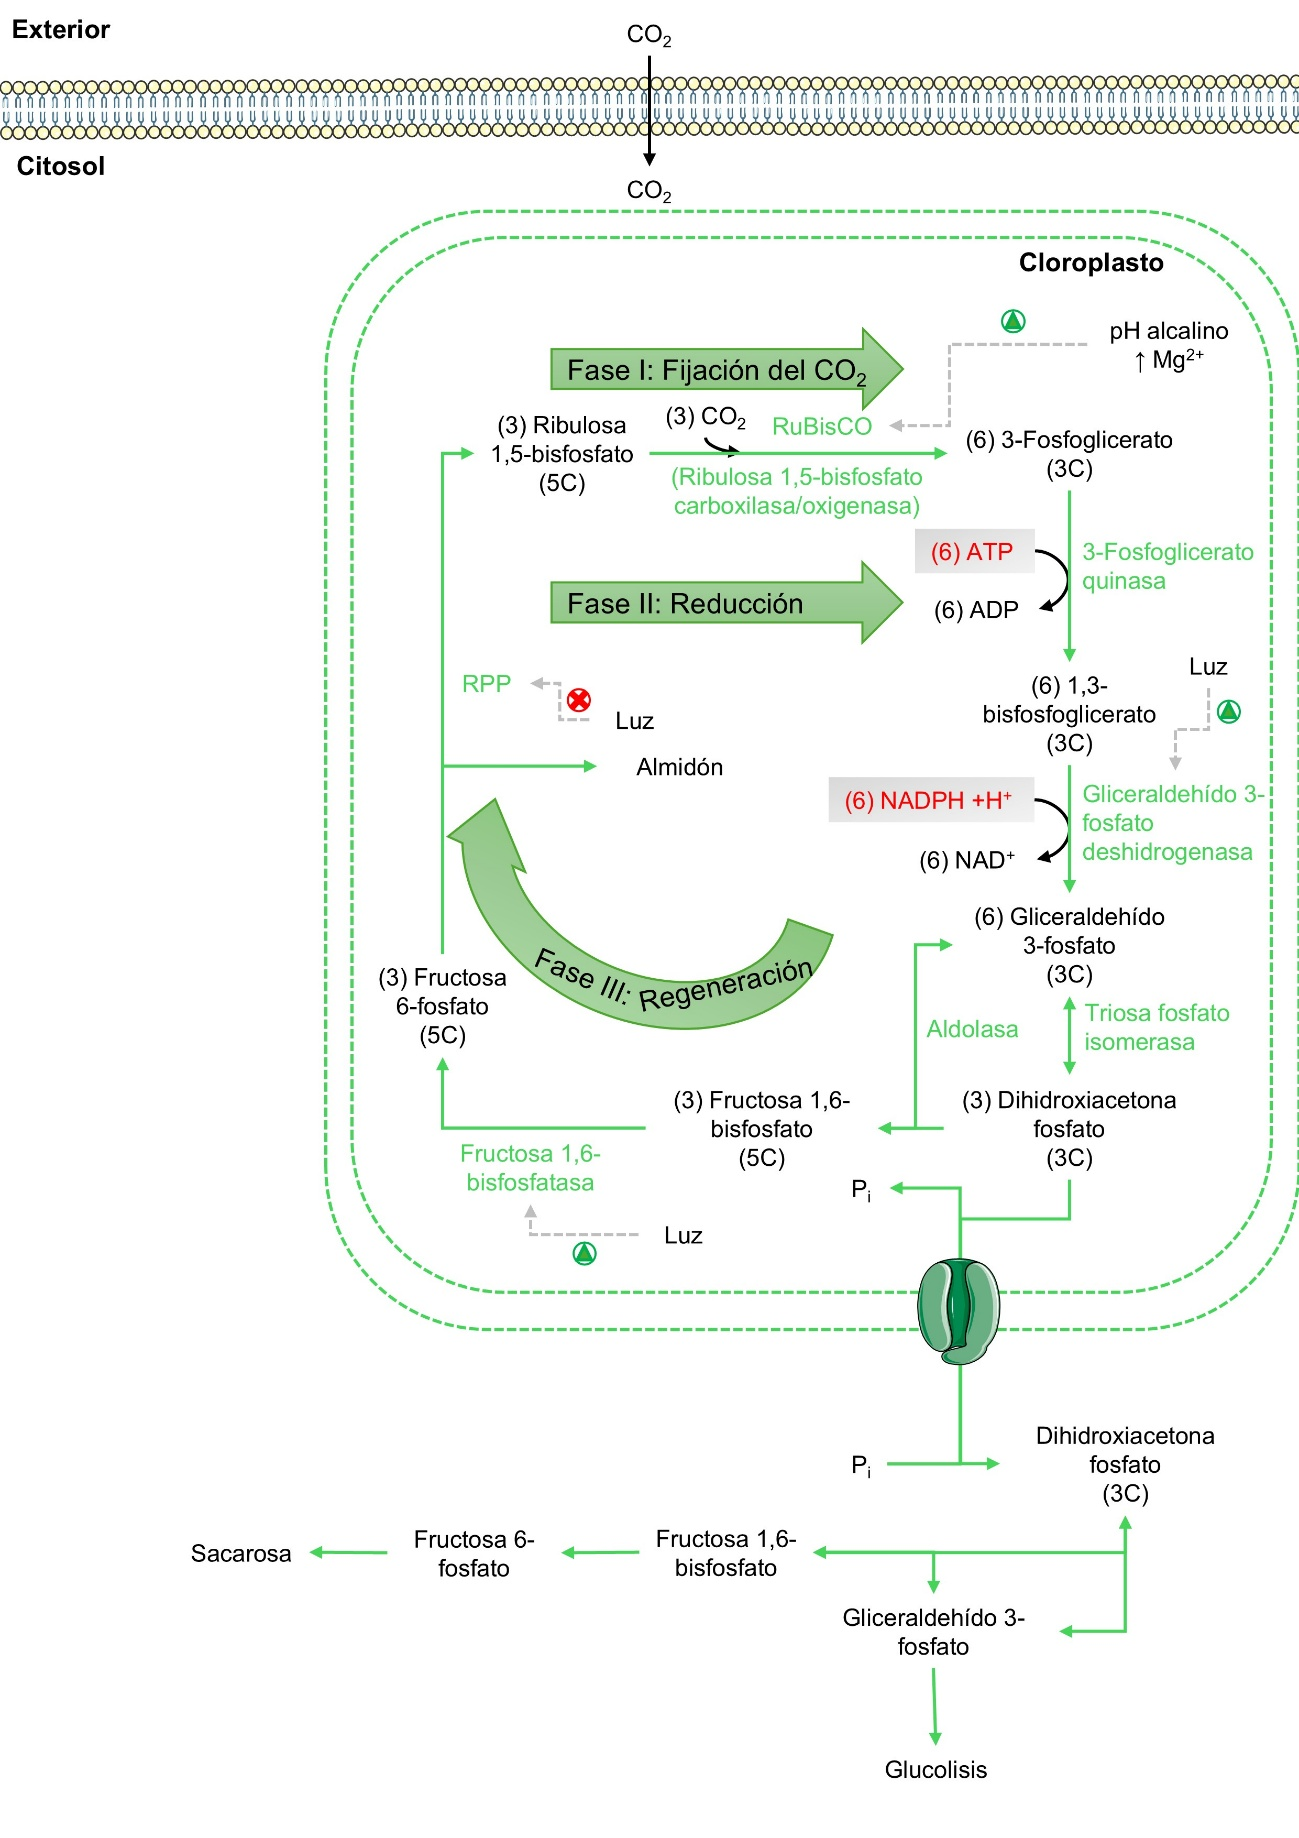 Exterior
CO₂
Citosol
CO₂
Cloroplasto
pH alcalino
↑ Mg²⁺
Fase I: Fijación del CO₂
(3) Ribulosa
1,5-bisfosfato
(5C)
(3) CO₂
RuBisCO
(Ribulosa 1,5-bisfosfato
carboxilasa/oxigenasa)
(6) 3-Fosfoglicerato
(3C)
(6) ATP
(6) ADP
3-Fosfoglicerato
quinasa
Fase II: Reducción
RPP
Luz
Almidón
(6) 1,3-
bisfosfoglicerato
(3C)
Luz
(6) NADPH +H⁺
(6) NAD⁺
Gliceraldehído 3-
fosfato
deshidrogenasa
(6) Gliceraldehído
3-fosfato
(3C)
Fase III: Regeneración
(3) Fructosa
6-fosfato
(5C)
Aldolasa
Triosa fosfato
isomerasa
(3) Fructosa 1,6-
bisfosfato
(5C)
(3) Dihidroxiacetona
fosfato
(3C)
Fructosa 1,6-
bisfosfatasa
Luz
Pᵢ
Pᵢ
Dihidroxiacetona
fosfato
(3C)
Sacarosa
Fructosa 6-
fosfato
Fructosa 1,6-
bisfosfato
Gliceraldehído 3-
fosfato
Glucolisis